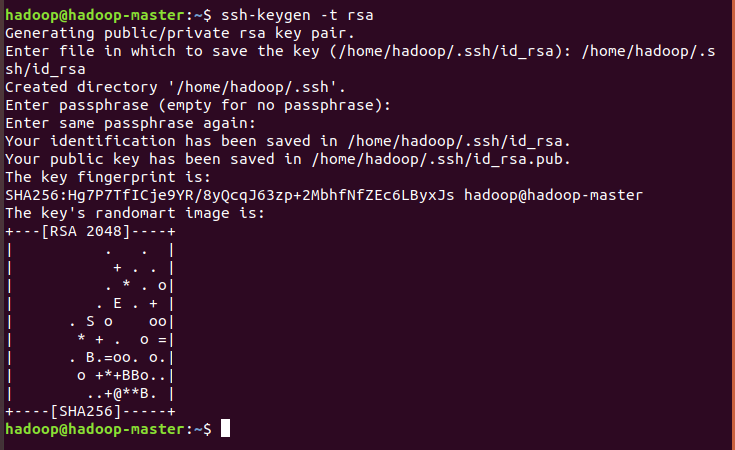 hadoop@hadoop-master:~$ ssh-keygen -t rsa
Generating public/private rsa key pair.
Enter file in which to save the key (/home/hadoop/.ssh/id_rsa): /home/hadoop/.s
sh/id_rsa
Created directory '/home/hadoop/.ssh'.
Enter passphrase (empty for no passphrase):
Enter same passphrase again:
Your identification has been saved in /home/hadoop/.ssh/id_rsa.
Your public key has been saved in /home/hadoop/.ssh/id_rsa.pub.
The key fingerprint is:
SHA256:Hg7P7TfICje9YR/8yQcqJ63zp+2MbhfNfZEc6LByxJs hadoop@hadoop-master
The key's randomart image is:
+---[RSA 2048]----+
|          .   .  |
|           + . . |
|          . * . o|
|         . E . + |
|      . S o    oo|
|       * + .  o =|
|      . B.=oo. o.|
|       o +*+BBo..|
|        ..+@**B. |
+----[SHA256]-----+
hadoop@hadoop-master:~$